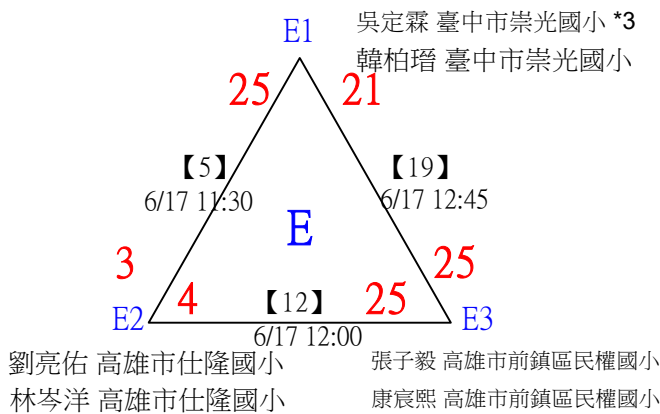 E1
吳定霖 臺中市崇光國小 *3
韓柏瑨 臺中市崇光國小
25
21
【5】
6/17 11:30
【19】
6/17 12:45
E
3
25
4
【12】
25
E2
6/17 12:00
E3
劉亮佑 高雄市仕隆國小
張子毅 高雄市前鎮區民權國小
林岑洋 高雄市仕隆國小
康宸熙 高雄市前鎮區民權國小